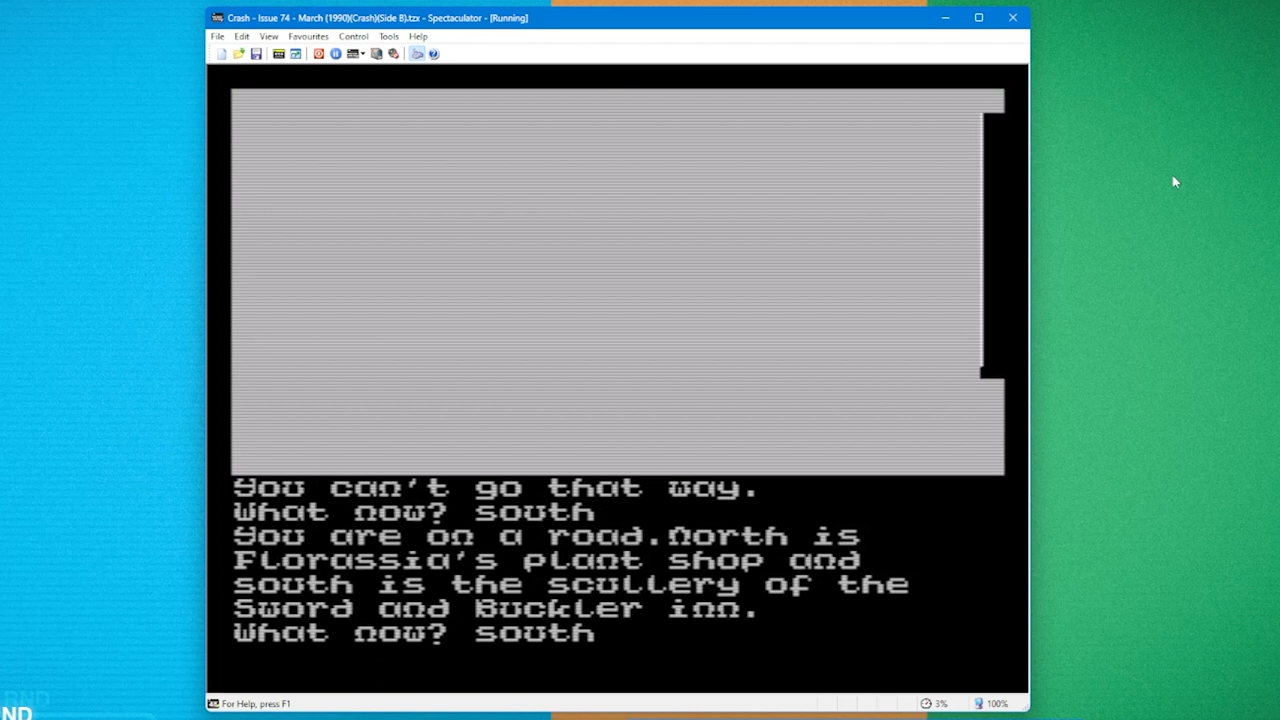 Crash - Issue 74 - March (1990)(Crash)(Side B).tzx - Spectaculator - [Running]
File Edit View Favourites Control Tools Help
You can't go that way.
What now? south
You are on a road.North is
Florassia's plant shop and
south is the scullery of the
Sword and Buckler inn.
What now? south
For Help, press F1
3%
100%
RND
ND